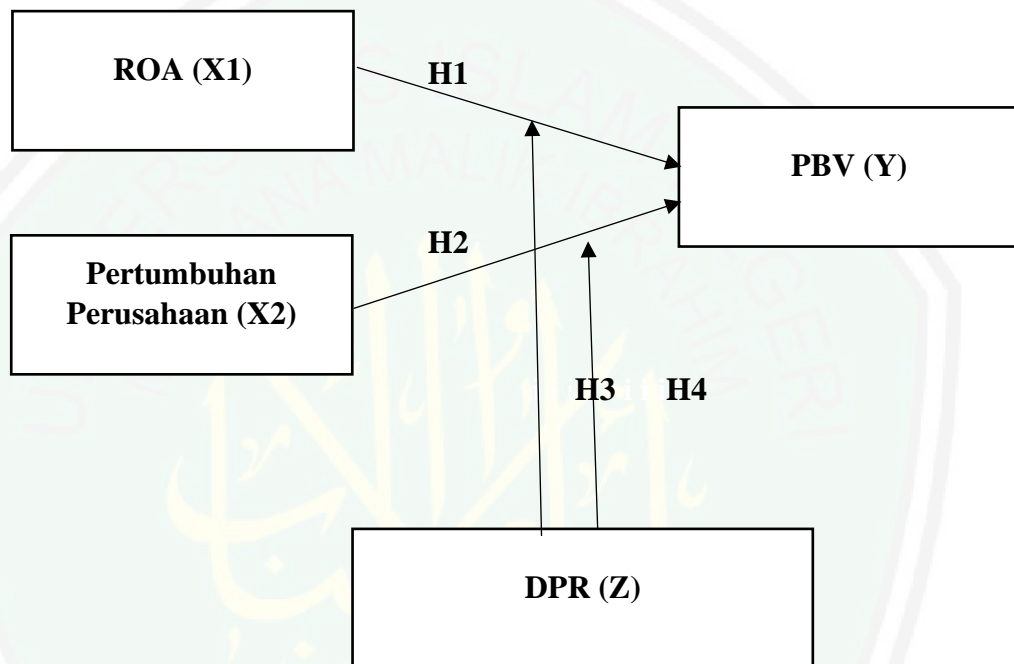 ROA (X1)
H1
PBV (Y)
H2
Pertumbuhan
Perusahaan (X2)
H3
H4
DPR (Z)